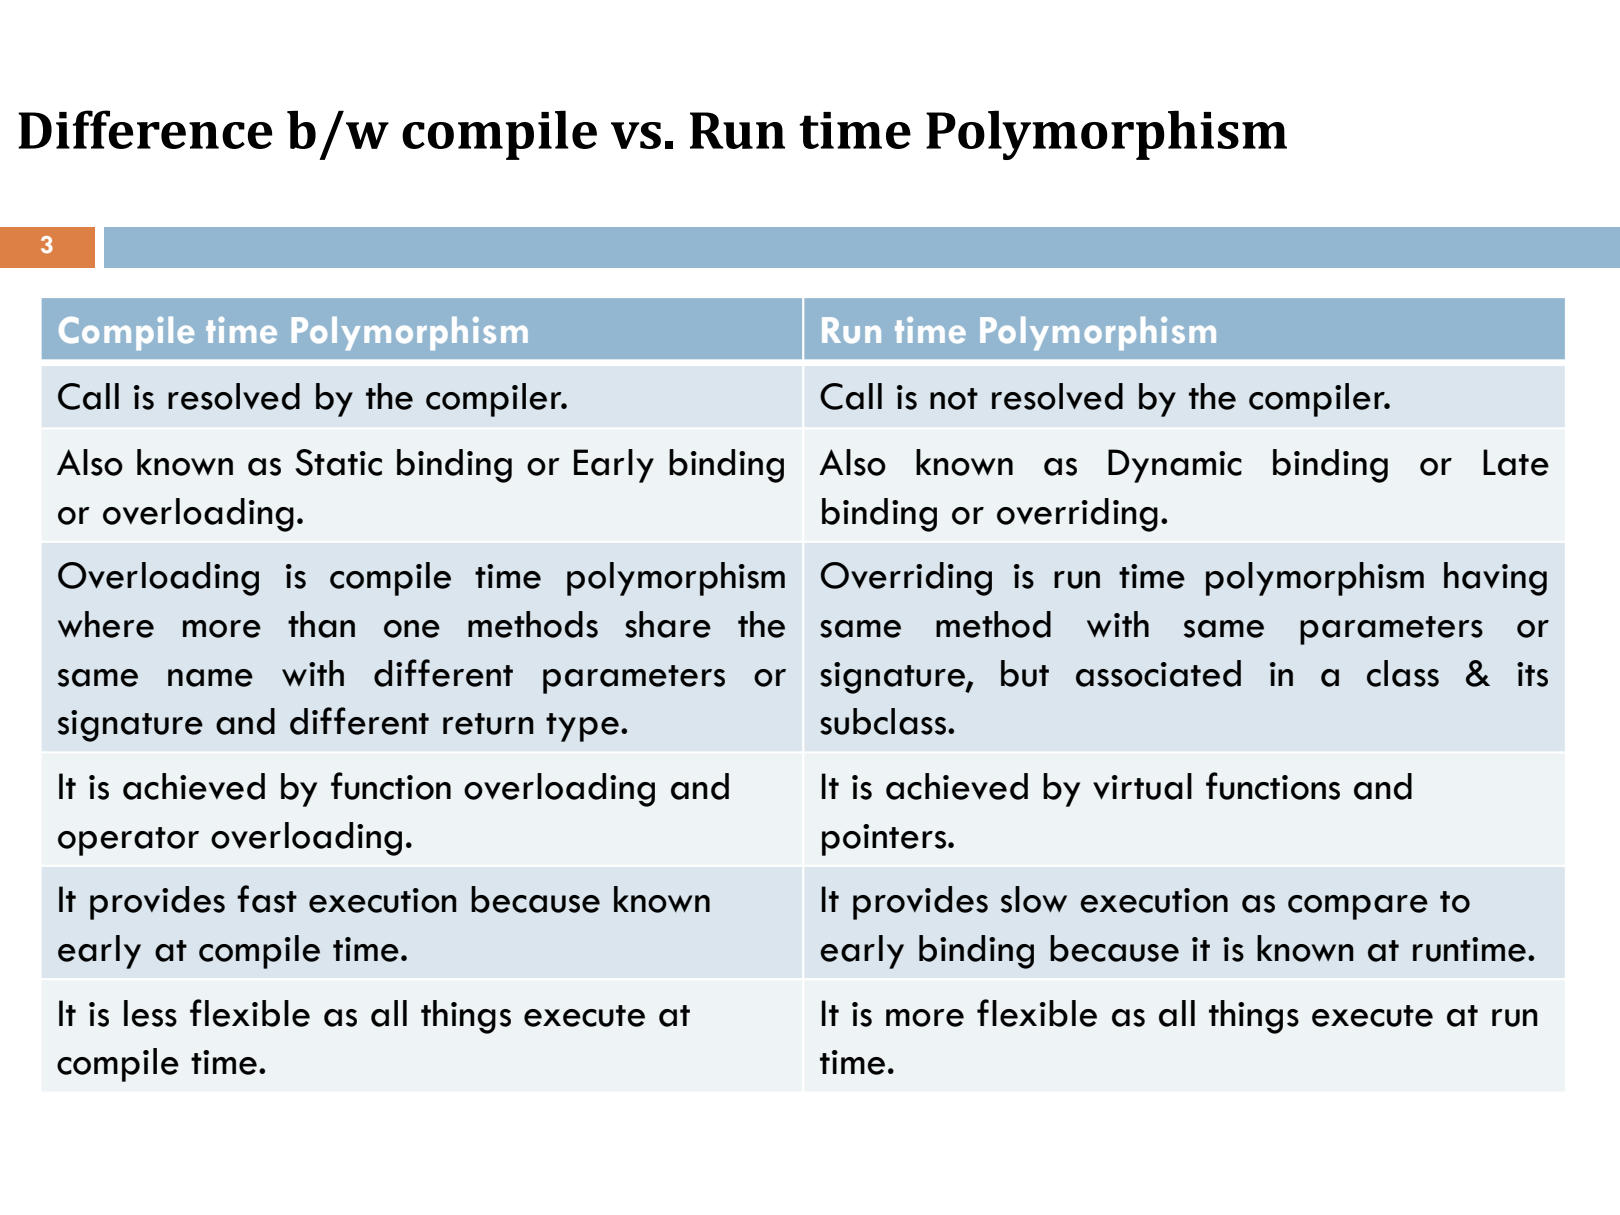 Difference b/w compile vs. Run time Polymorphism
3
Compile time Polymorphism
Run time Polymorphism
Call is resolved by the compiler.
Call is not resolved by the compiler.
Also known as Static binding or Early binding
or overloading.
Also known as Dynamic binding or Late
binding or overriding.
Overloading is compile time polymorphism
where more than one methods share the
same name with different parameters or
signature and different return type.
Overriding is run time polymorphism having
same method with same parameters or
signature, but associated in a class & its
subclass.
It is achieved by function overloading and
operator overloading.
It is achieved by virtual functions and
pointers.
It provides fast execution because known
early at compile time.
It provides slow execution as compare to
early binding because it is known at runtime.
It is less flexible as all things execute at
compile time.
It is more flexible as all things execute at run
time.